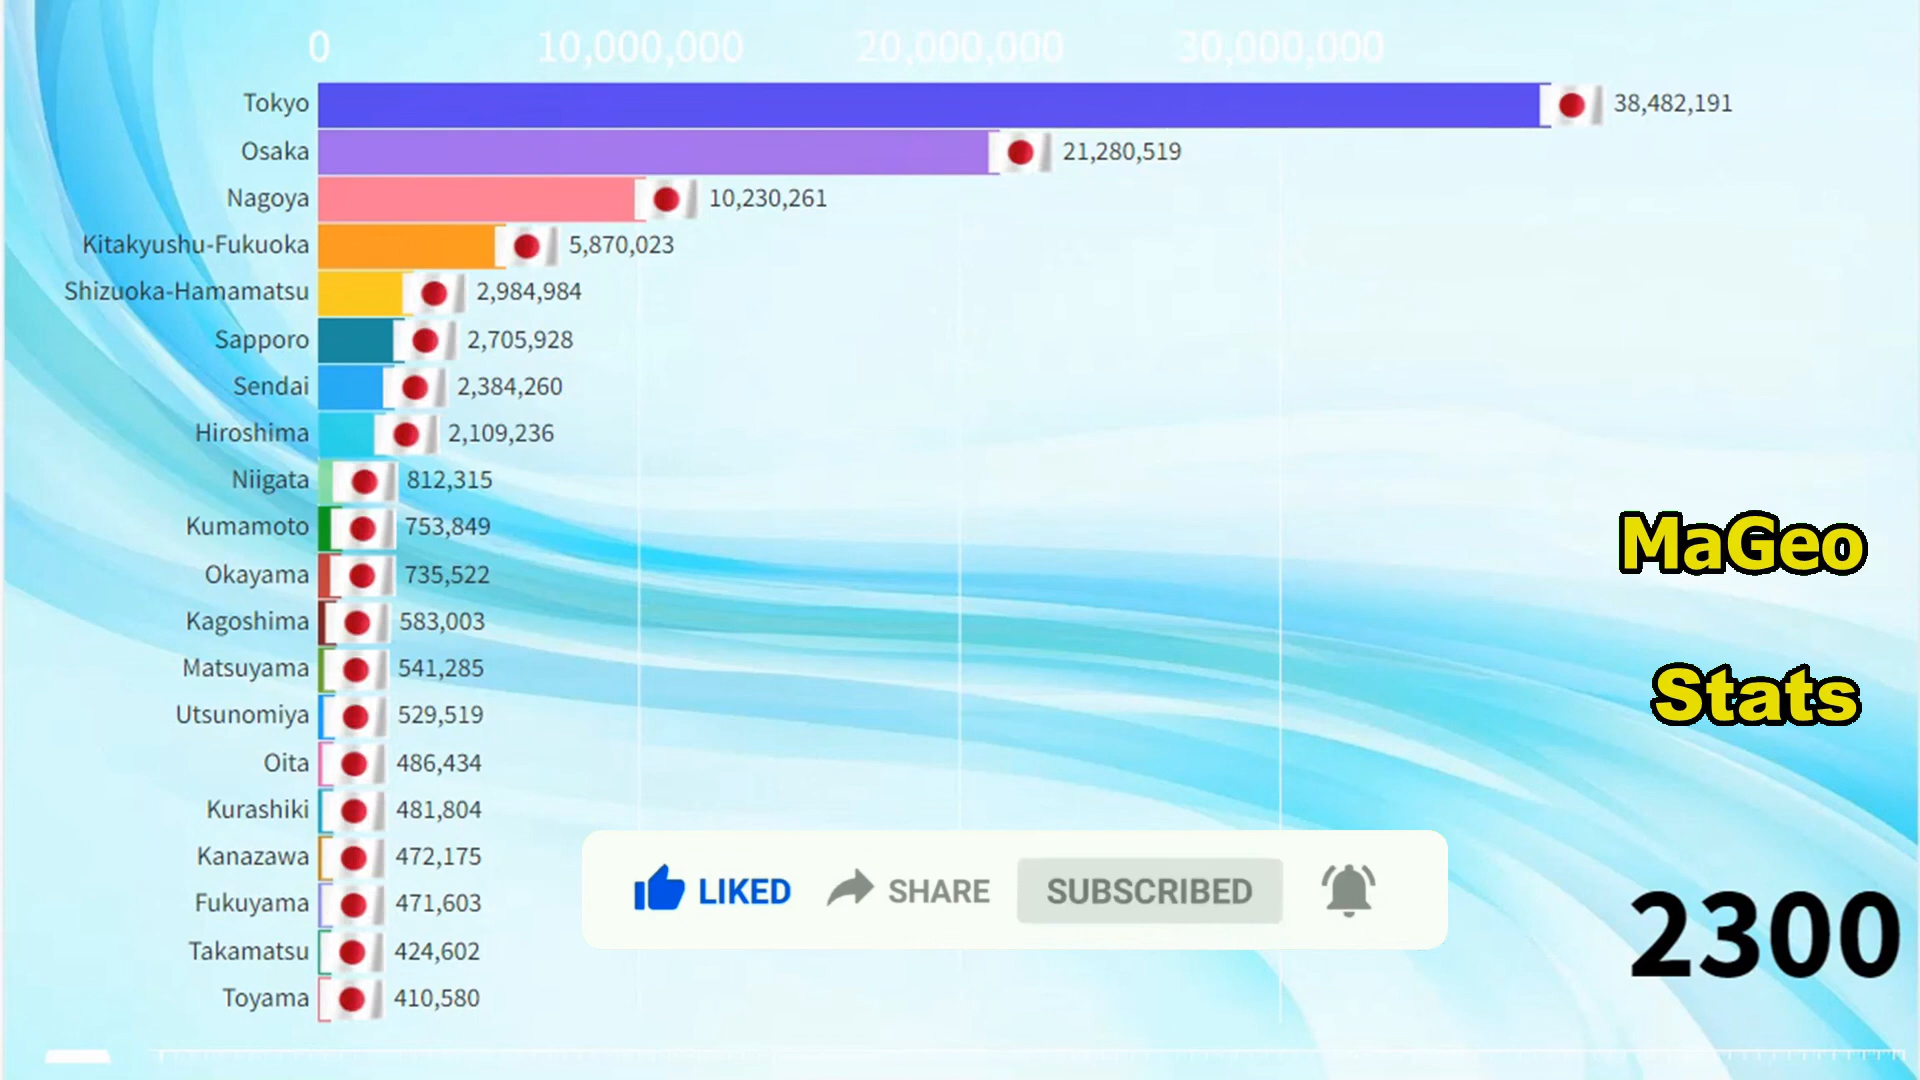 0 10,000,000 20,000,000 30,000,000
Tokyo 38,482,191
Osaka 21,280,519
Nagoya 10,230,261
Kitakyushu-Fukuoka 5,870,023
Shizuoka-Hamamatsu 2,984,984
Sapporo 2,705,928
Sendai 2,384,260
Hiroshima 2,109,236
Niigata 812,315
Kumamoto 753,849
Okayama 735,522
Kagoshima 583,003
Matsuyama 541,285
Utsunomiya 529,519
Oita 486,434
Kurashiki 481,804
Kanazawa 472,175
Fukuyama 471,603
Takamatsu 424,602
Toyama 410,580
MaGeo
Stats
LIKED SHARE SUBSCRIBED
2300